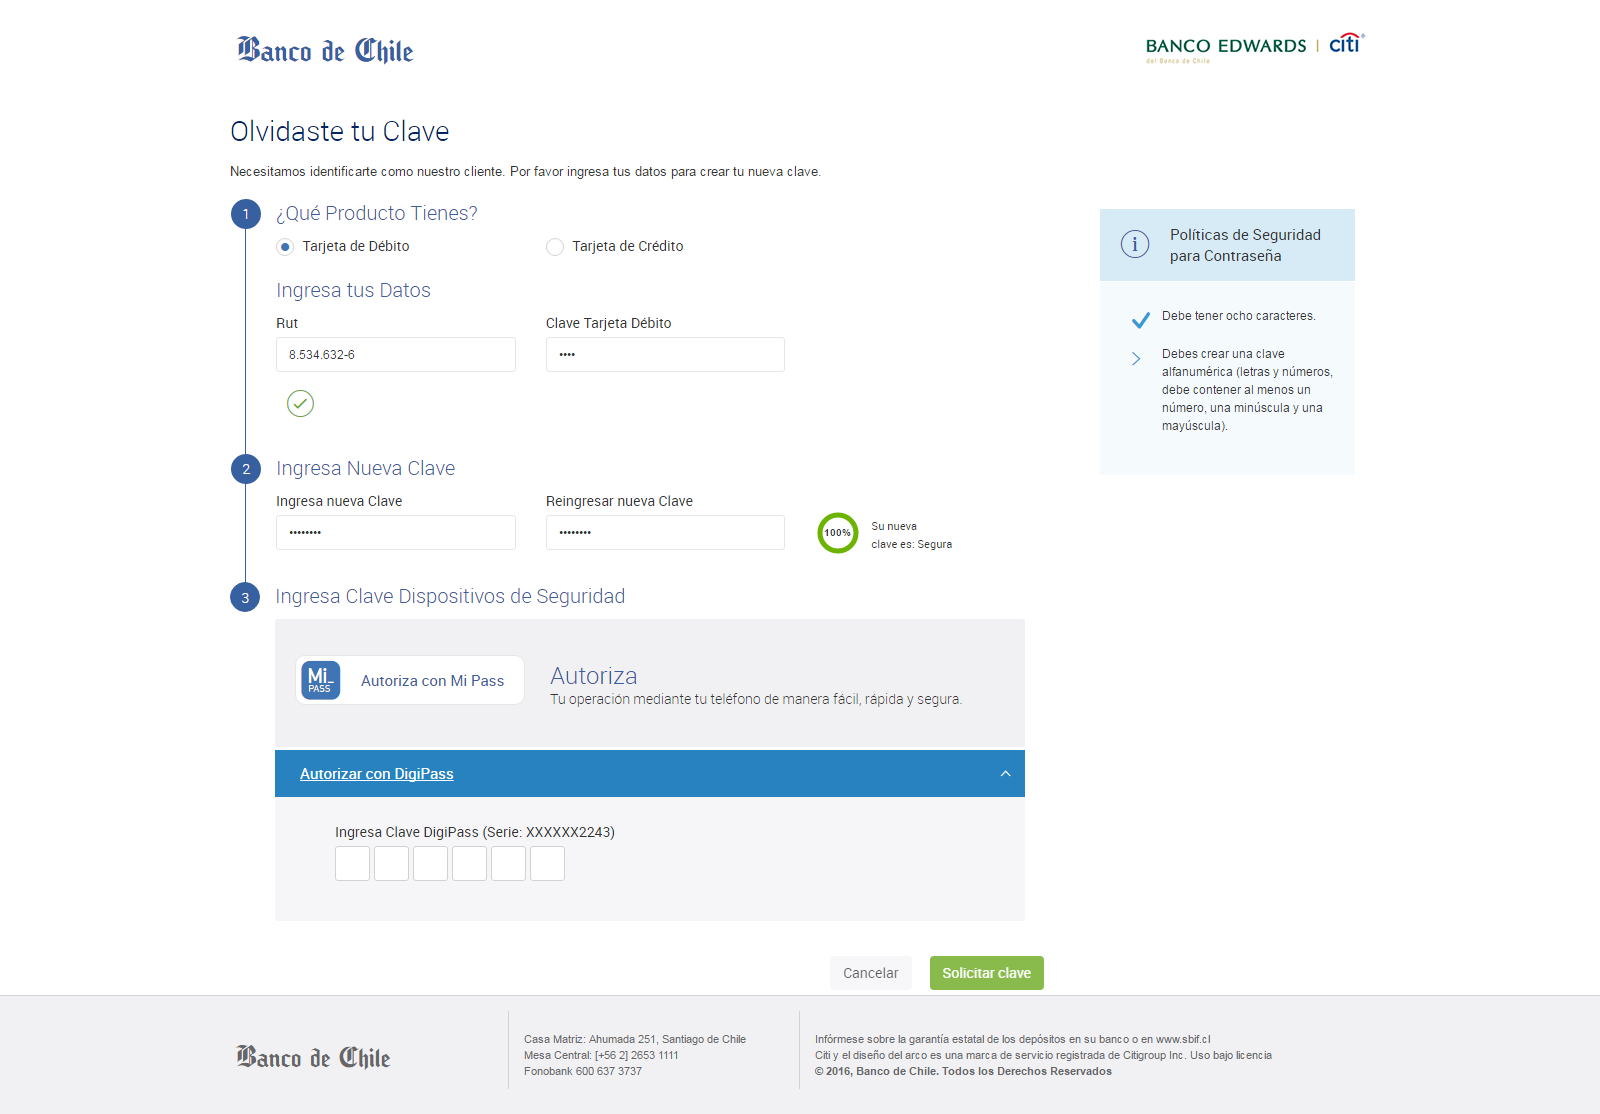 Banco de Chile
BANCO EDWARDS | citi®
del Banco de Chile
Olvidaste tu Clave
Necesitamos identificarte como nuestro cliente. Por favor ingresa tus datos para crear tu nueva clave.
1 ¿Qué Producto Tienes?
Tarjeta de Débito
Tarjeta de Crédito
Ingresa tus Datos
Rut
Clave Tarjeta Débito
8.534.632-6
••••
2 Ingresa Nueva Clave
Ingresa nueva Clave
Reingresar nueva Clave
••••••••
••••••••
100%
Su nueva
clave es: Segura
3 Ingresa Clave Dispositivos de Seguridad
Mi_
PASS
Autoriza con Mi Pass
Autoriza
Tu operación mediante tu teléfono de manera fácil, rápida y segura.
Autorizar con DigiPass
Ingresa Clave DigiPass (Serie: XXXXXX2243)
Cancelar
Solicitar clave
i
Políticas de Seguridad
para Contraseña
Debe tener ocho caracteres.
Debes crear una clave
alfanumérica (letras y números,
debe contener al menos un
número, una minúscula y una
mayúscula).
Banco de Chile
Casa Matriz: Ahumada 251, Santiago de Chile
Mesa Central: [+56 2] 2653 1111
Fonobank 600 637 3737
Infórmese sobre la garantía estatal de los depósitos en su banco o en www.sbif.cl
Citi y el diseño del arco es una marca de servicio registrada de Citigroup Inc. Uso bajo licencia
© 2016, Banco de Chile. Todos los Derechos Reservados